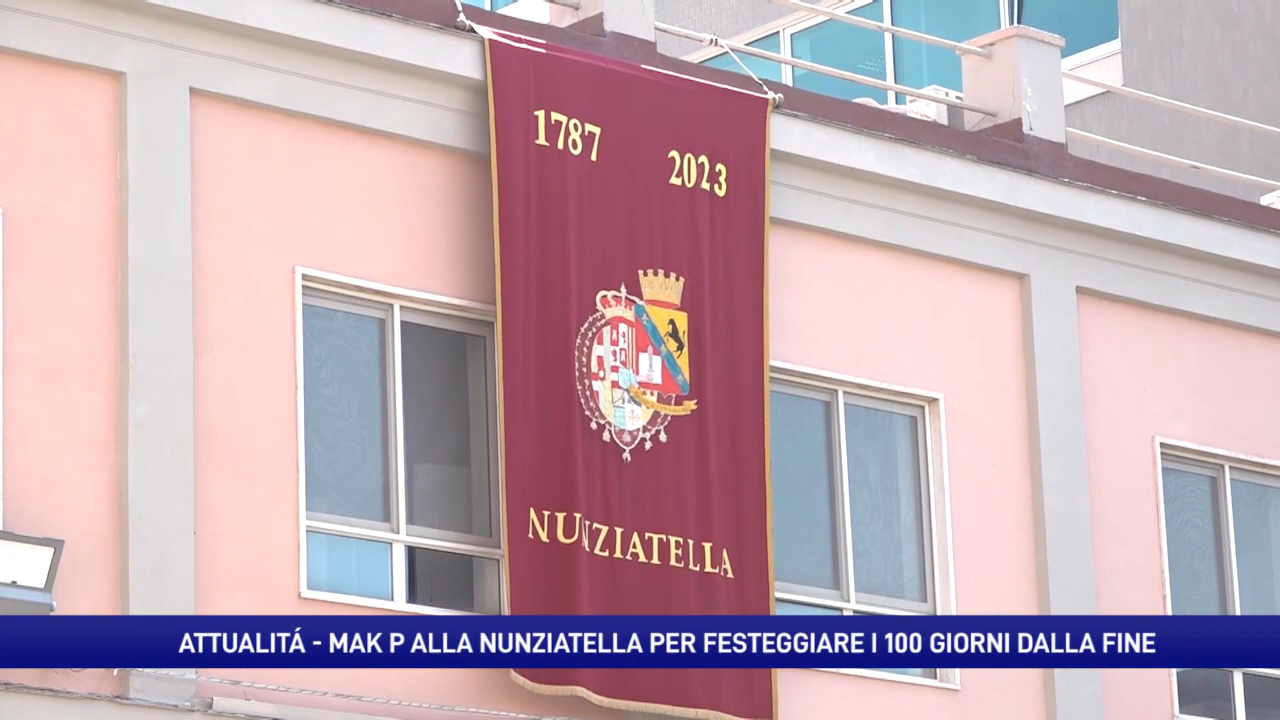 1787 2023
NUNZIATELLA
ATTUALITÁ - MAK P ALLA NUNZIATELLA PER FESTEGGIARE I 100 GIORNI DALLA FINE